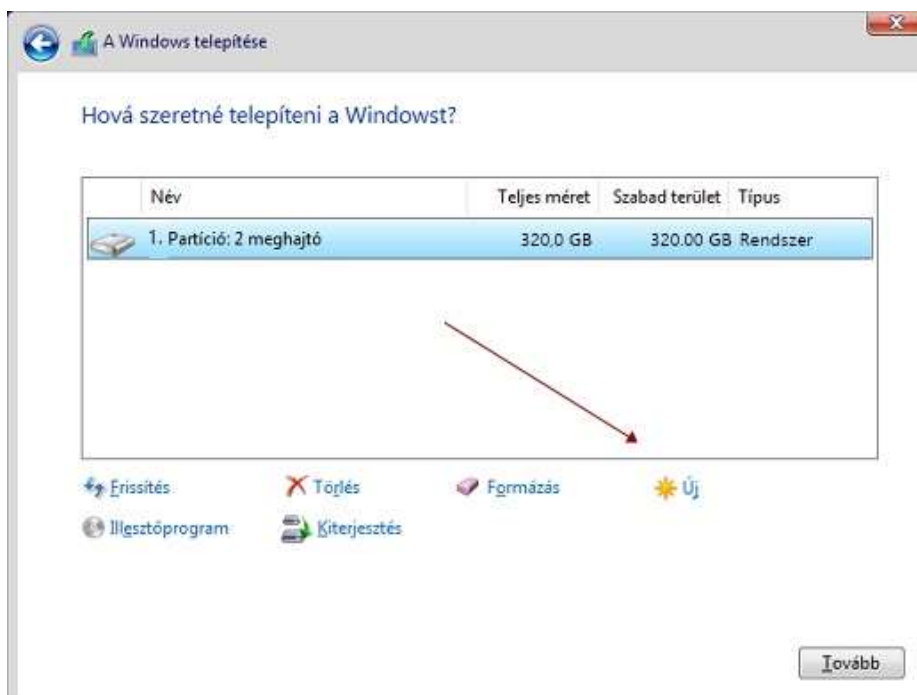 A Windows telepítése
Hová szeretné telepíteni a Windowst?
Név Teljes méret Szabad terület Típus
1. Partíció: 2 meghajtó 320,0 GB 320.00 GB Rendszer
Frissítés Törlés Formázás Új
Illesztőprogram Kiterjesztés
Tovább